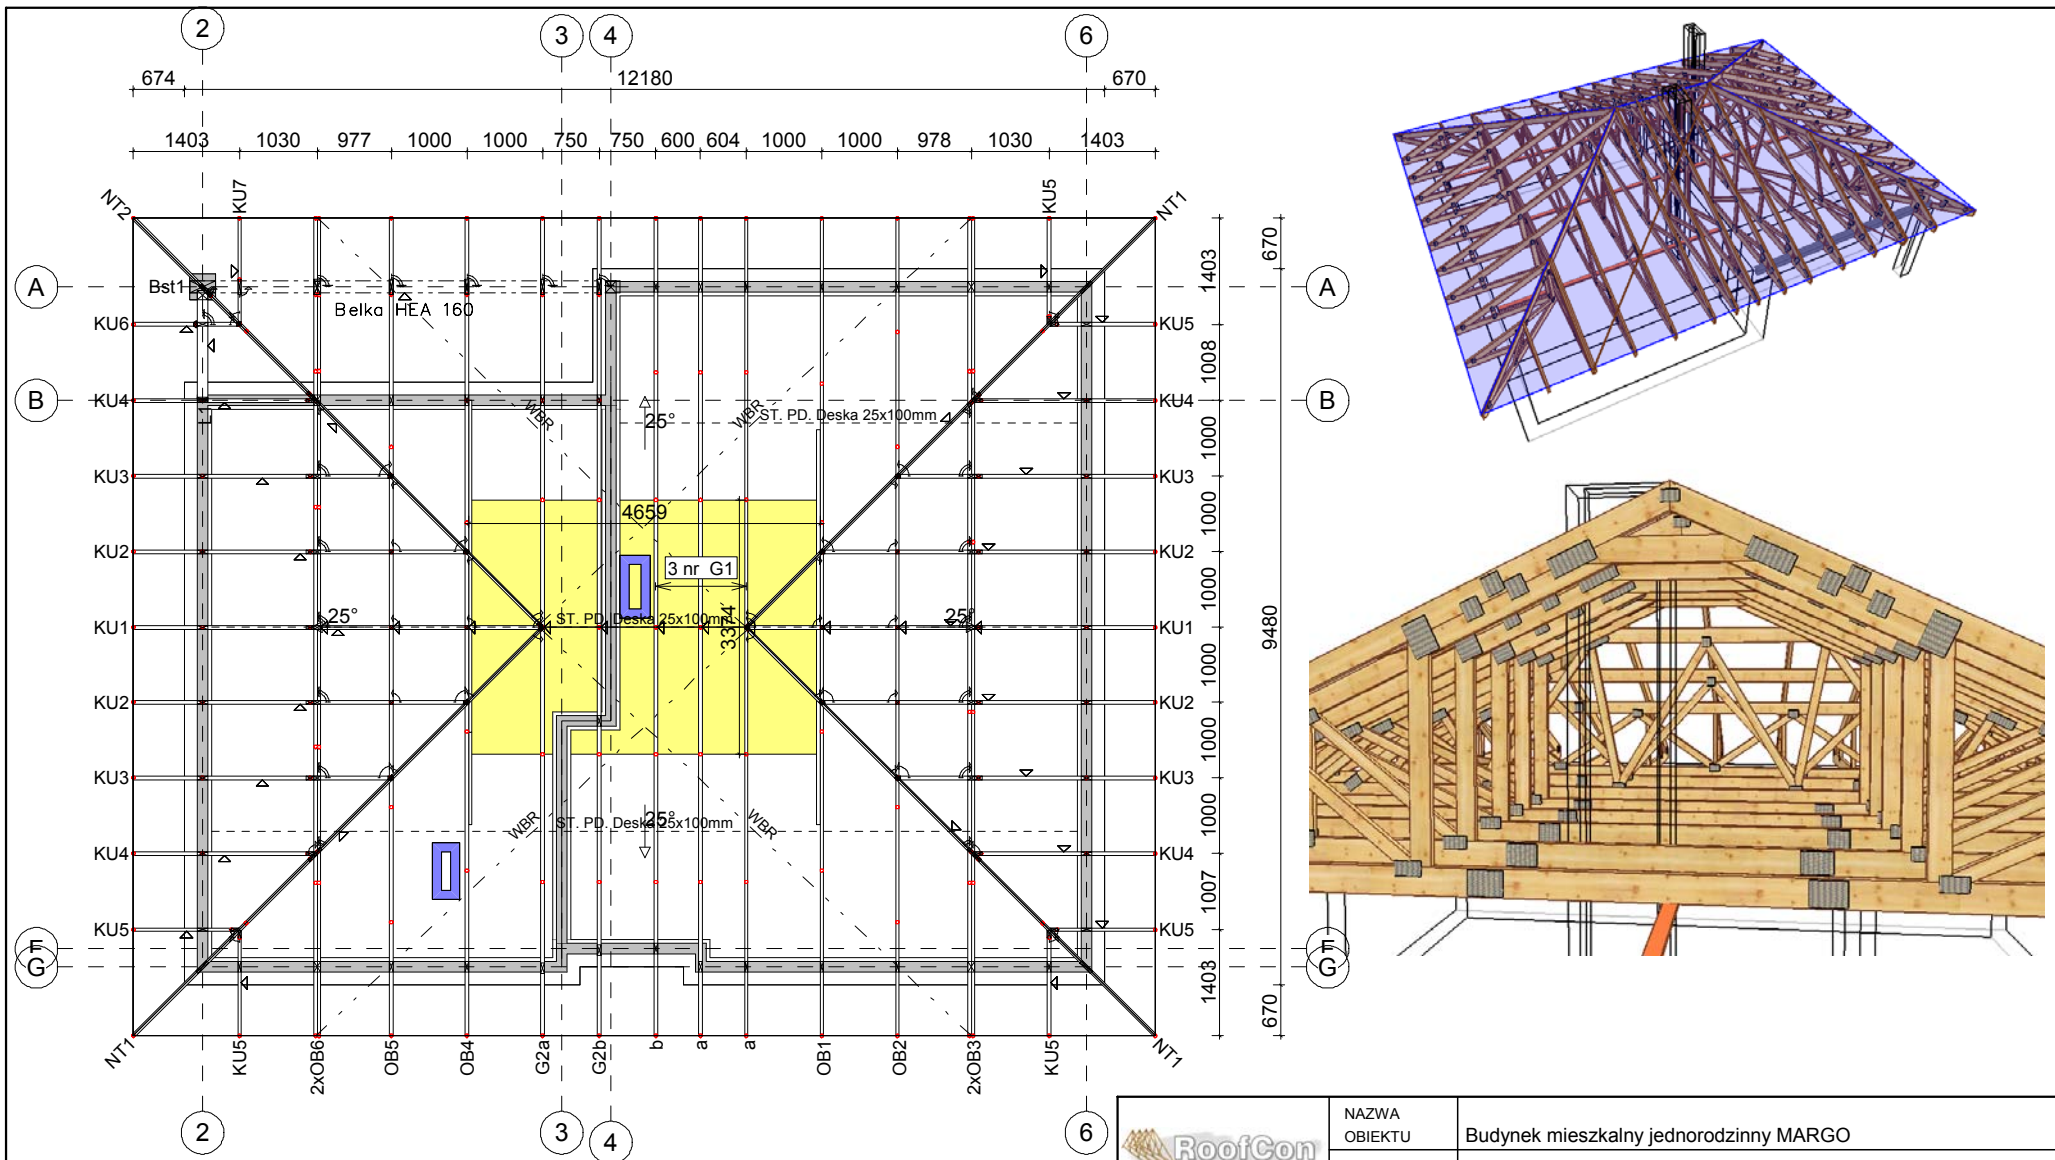 2
3
4
6
674
12180
670
1403
1030
977
1000
1000
750
750
600
604
1000
1000
978
1030
1403
NT2
KU7
KU5
NT1
A
Bst1
Belka HEA 160
A
KU6
KU5
B
KU4
L1
WBR
25°
WBR
ST. PD. Deska 25x100mm
KU4
B
KU3
KU3
4659
KU2
KU2
3 nr G1
KU1
25°
ST. PD. Deska 25x100mm
3374
25°
KU1
KU2
KU2
KU3
KU3
WBR
ST. PD. Deska 25x100mm
25°
WBR
KU4
KU4
KU5
KU5
F
G
F
G
670
1403
1008
1000
1000
1000
1000
1000
1000
1007
1403
9480
670
NT1
KU5
2xOB6
OB5
OB4
G2a
G2b
b
a
a
OB1
OB2
2xOB3
KU5
NT1
2
3
4
6
RoofCon
NAZWA
OBIEKTU
Budynek mieszkalny jednorodzinny MARGO